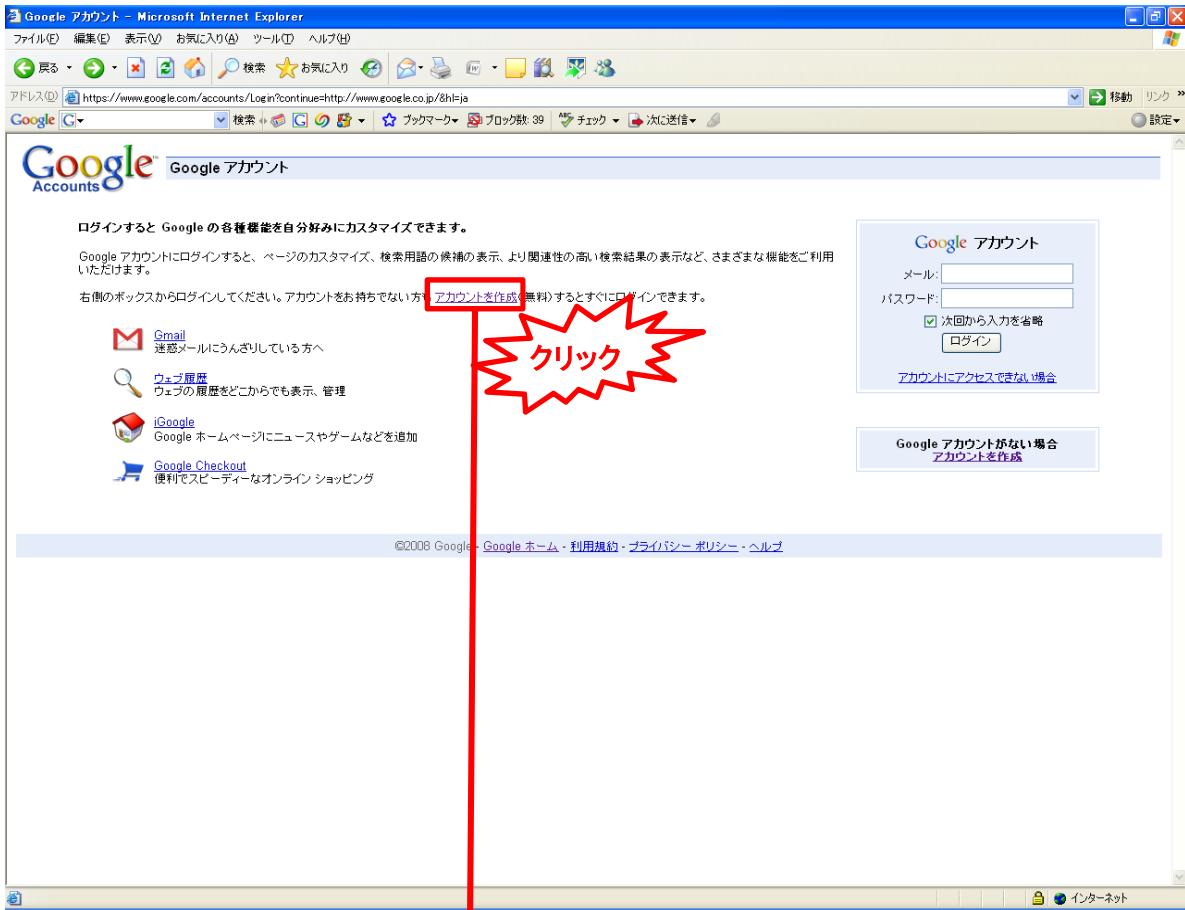 Google アカウント - Microsoft Internet Explorer
ファイル(F) 編集(E) 表示(V) お気に入り(A) ツール(T) ヘルプ(H)
戻る 検索 お気に入り
アドレス(D) https://www.google.com/accounts/Login?continue=http://www.google.co.jp/&hl=ja 移動 リンク »
Google G 検索 ブックマーク ブロック数: 39 チェック 次に送信 設定
Google™ Accounts
Google アカウント
ログインすると Google の各種機能を自分好みにカスタマイズできます。
Google アカウントにログインすると、ページのカスタマイズ、検索用語の候補の表示、より関連性の高い検索結果の表示など、さまざまな機能をご利用
いただけます。
右側のボックスからログインしてください。アカウントをお持ちでない方も アカウントを作成(無料)するとすぐにログインできます。
クリック
Gmail
迷惑メールにうんざりしている方へ
ウェブ履歴
ウェブの履歴をどこからでも表示、管理
iGoogle
Google ホームページにニュースやゲームなどを追加
Google Checkout
便利でスピーディーなオンライン ショッピング
Google アカウント
メール:
パスワード:
次回から入力を省略
ログイン
アカウントにアクセスできない場合
Google アカウントがない場合
アカウントを作成
©2008 Google - Google ホーム - 利用規約 - プライバシー ポリシー - ヘルプ
インターネット